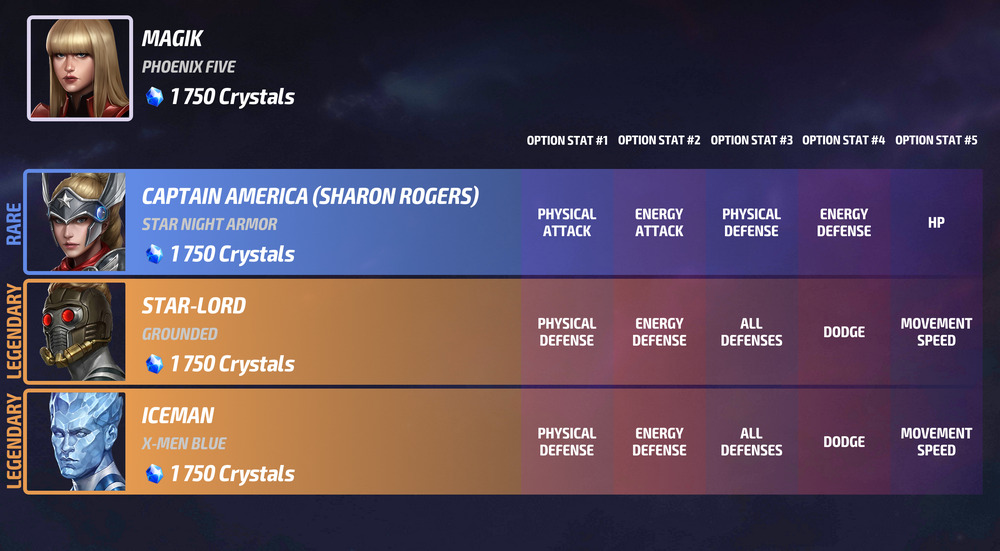 MAGIK
PHOENIX FIVE
1 750 Crystals
OPTION STAT #1 OPTION STAT #2 OPTION STAT #3 OPTION STAT #4 OPTION STAT #5
RARE
CAPTAIN AMERICA (SHARON ROGERS)
STAR NIGHT ARMOR
1 750 Crystals
PHYSICAL ATTACK
ENERGY ATTACK
PHYSICAL DEFENSE
ENERGY DEFENSE
HP
LEGENDARY
STAR-LORD
GROUNDED
1 750 Crystals
PHYSICAL DEFENSE
ENERGY DEFENSE
ALL DEFENSES
DODGE
MOVEMENT SPEED
LEGENDARY
ICEMAN
X-MEN BLUE
1 750 Crystals
PHYSICAL DEFENSE
ENERGY DEFENSE
ALL DEFENSES
DODGE
MOVEMENT SPEED